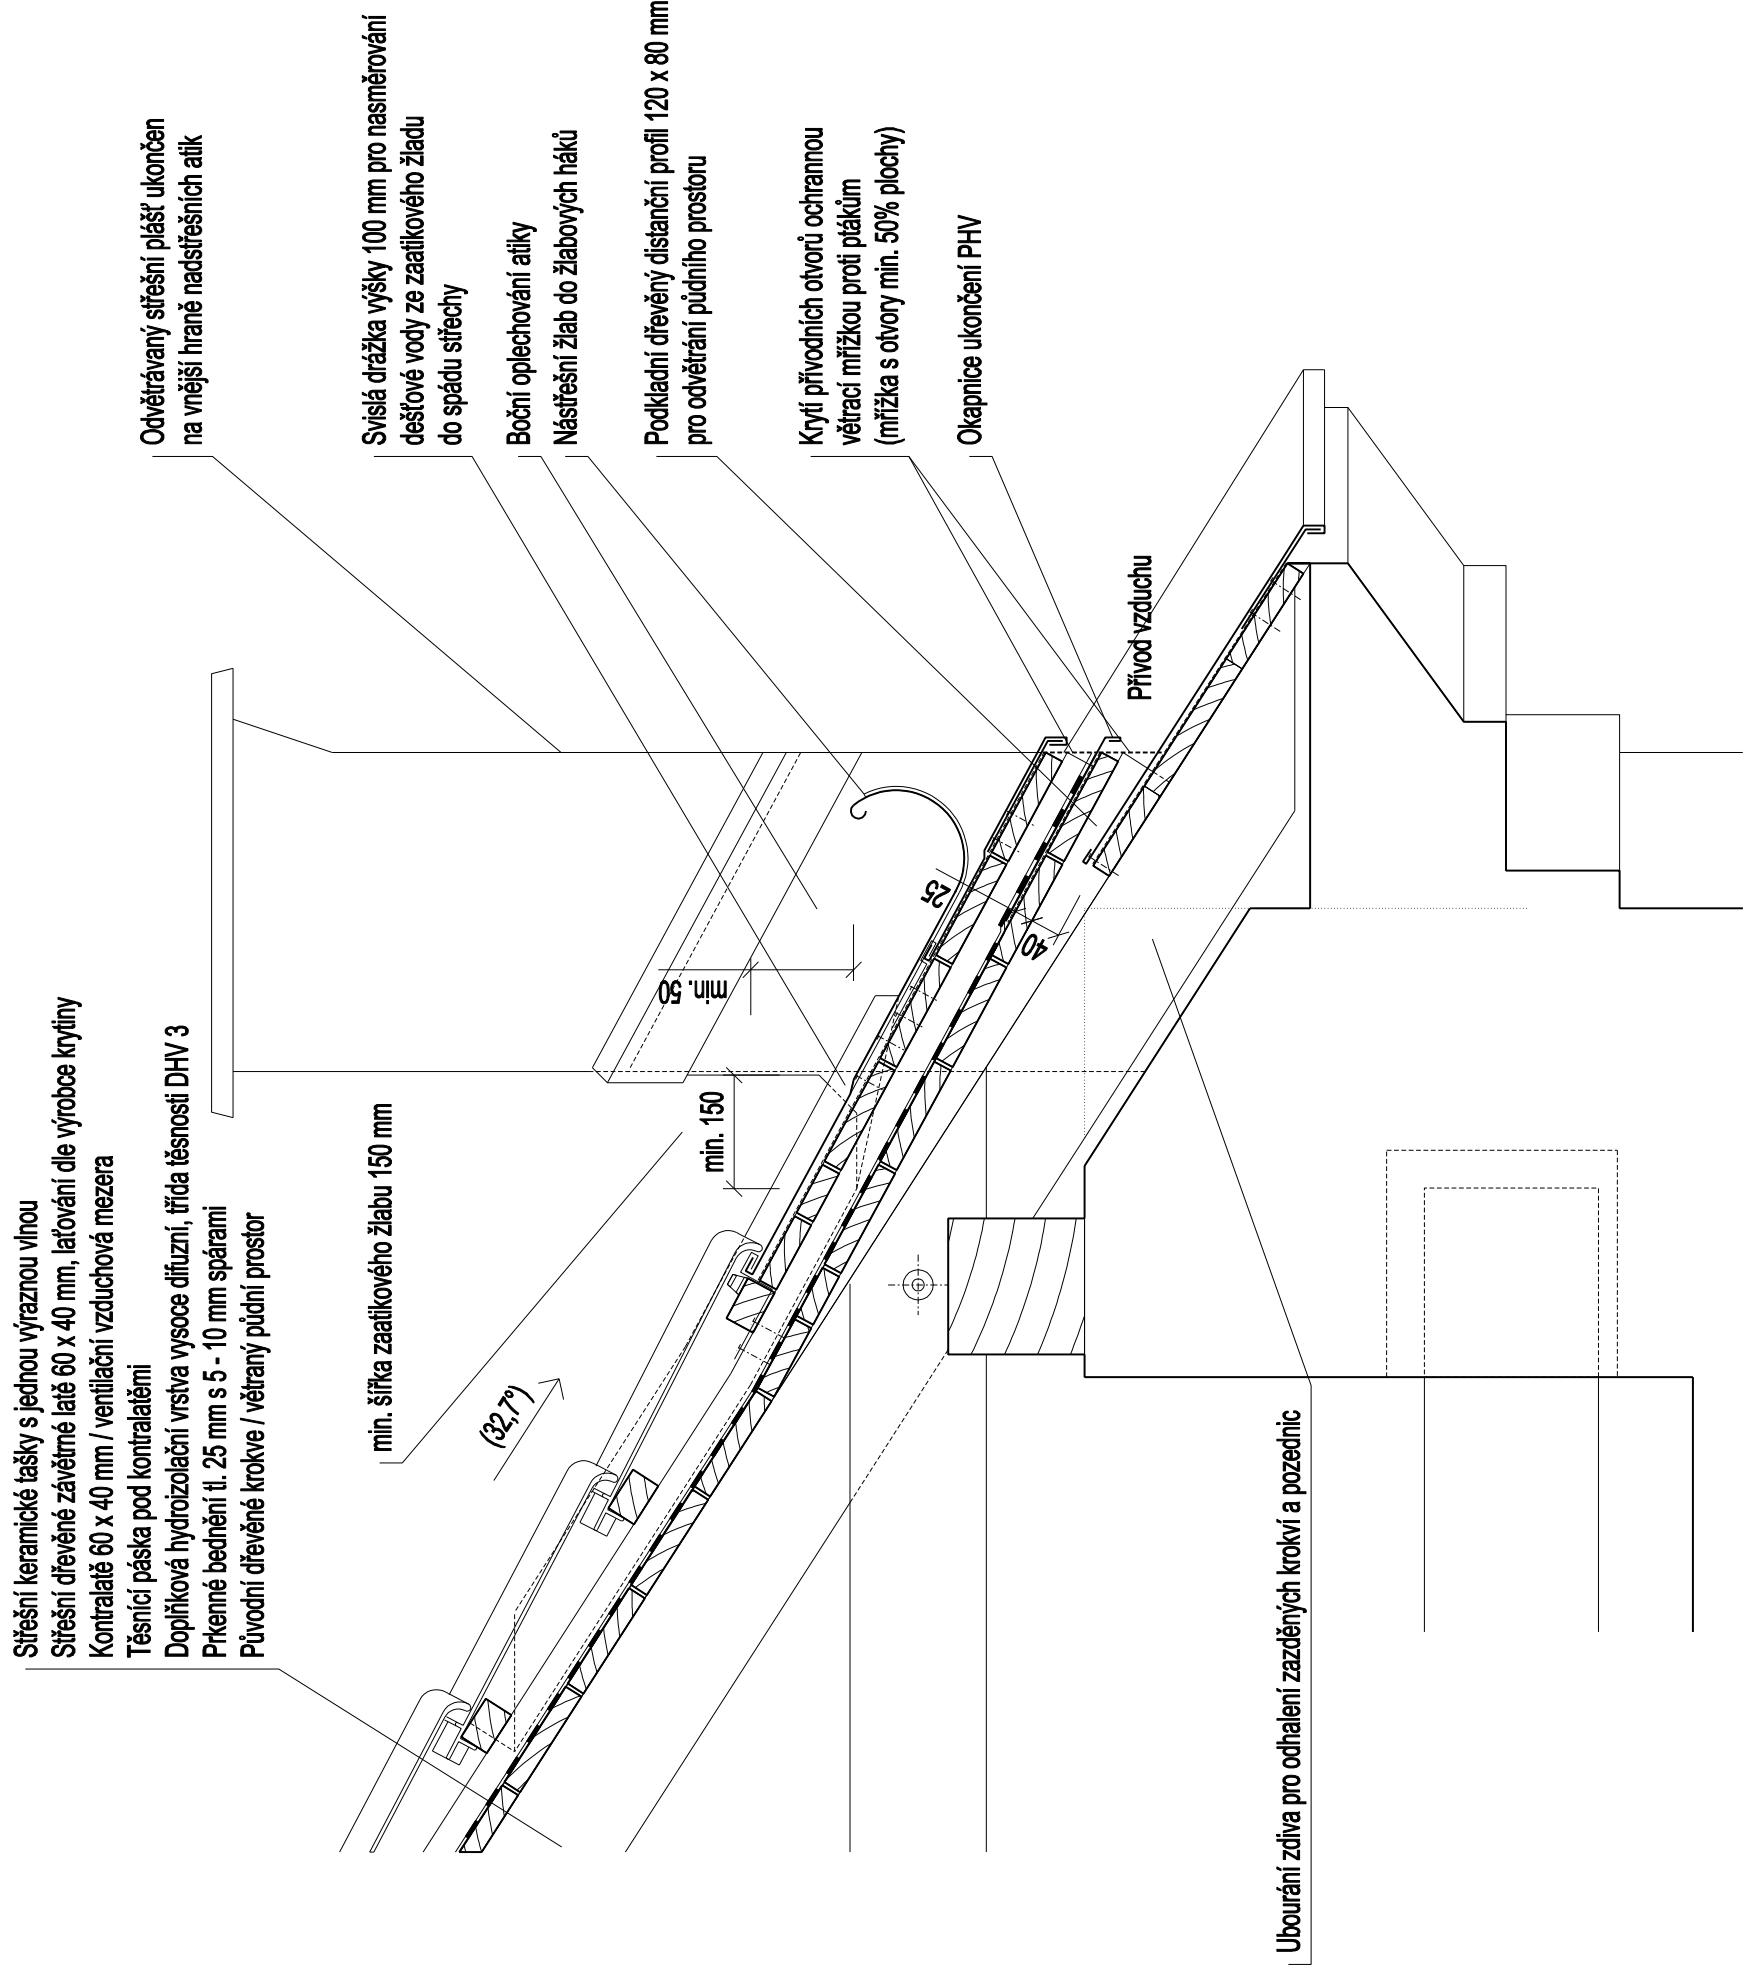 Střešní keramické tašky s jednou výraznou vlnou
Střešní dřevěné závětrné latě 60 x 40 mm, laťování dle výrobce krytiny
Kontralatě 60 x 40 mm / ventilační vzduchová mezera
Těsnící páska pod kontralatěmi
Doplňková hydroizolační vrstva vysoce difuzní, třída těsnosti DHV 3
Prkenné bednění tl. 25 mm s 5 - 10 mm spárami
Původní dřevěné krokve / větraný půdní prostor
min. šířka zaatikového žlabu 150 mm
(32,7°)
Odvětrávaný střešní plášť ukončen
na vnější hraně nadstřešních atik
Svislá drážka výšky 100 mm pro nasměrování
dešťové vody ze zaatikového žladu
do spádu střechy
Boční oplechování atiky
Nástřešní žlab do žlabových háků
Podkladní dřevěný distanční profil 120 x 80 mm
pro odvětrání půdního prostoru
Krytí přívodních otvorů ochrannou
větrací mřížkou proti ptákům
(mřížka s otvory min. 50% plochy)
Okapnice ukončení PHV
min. 50
min. 150
25
40
Přívod vzduchu
Ubourání zdiva pro odhalení zazděných krokví a pozednic